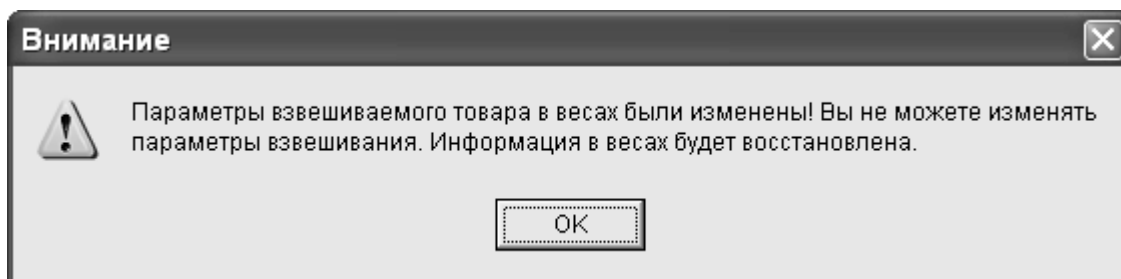 Внимание
Параметры взвешиваемого товара в весах были изменены! Вы не можете изменять
параметры взвешивания. Информация в весах будет восстановлена.
OK